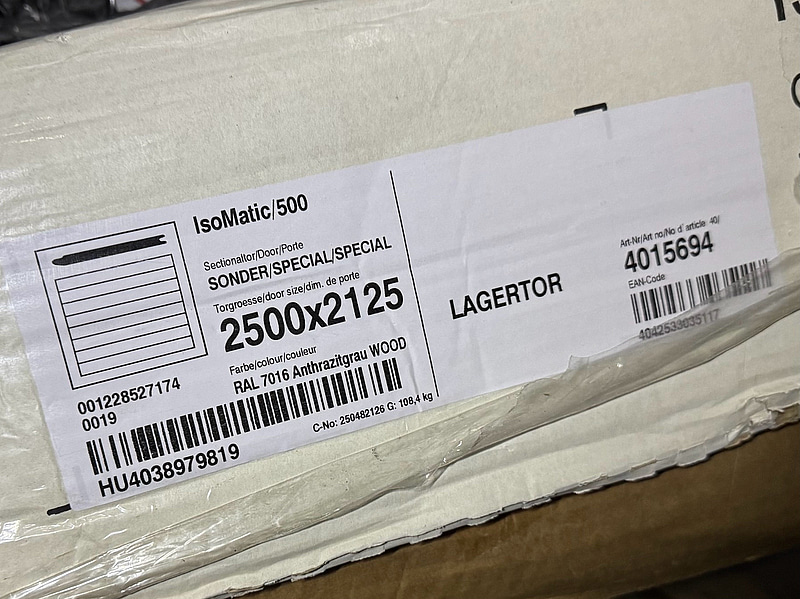 IsoMatic/500
Sectionaltor/Door/Porte
SONDER/SPECIAL/SPECIAL
Torgroesse/door size/dim. de porte
2500x2125
Farbe/colour/couleur
RAL 7016 Anthrazitgrau WOOD
001228527174
0019
C-No: 250482126 G: 108,4 kg
HU4038979819
LAGERTOR
Art-Nr/Art no/No d´article 40/
4015694
EAN-Code
4042533035117